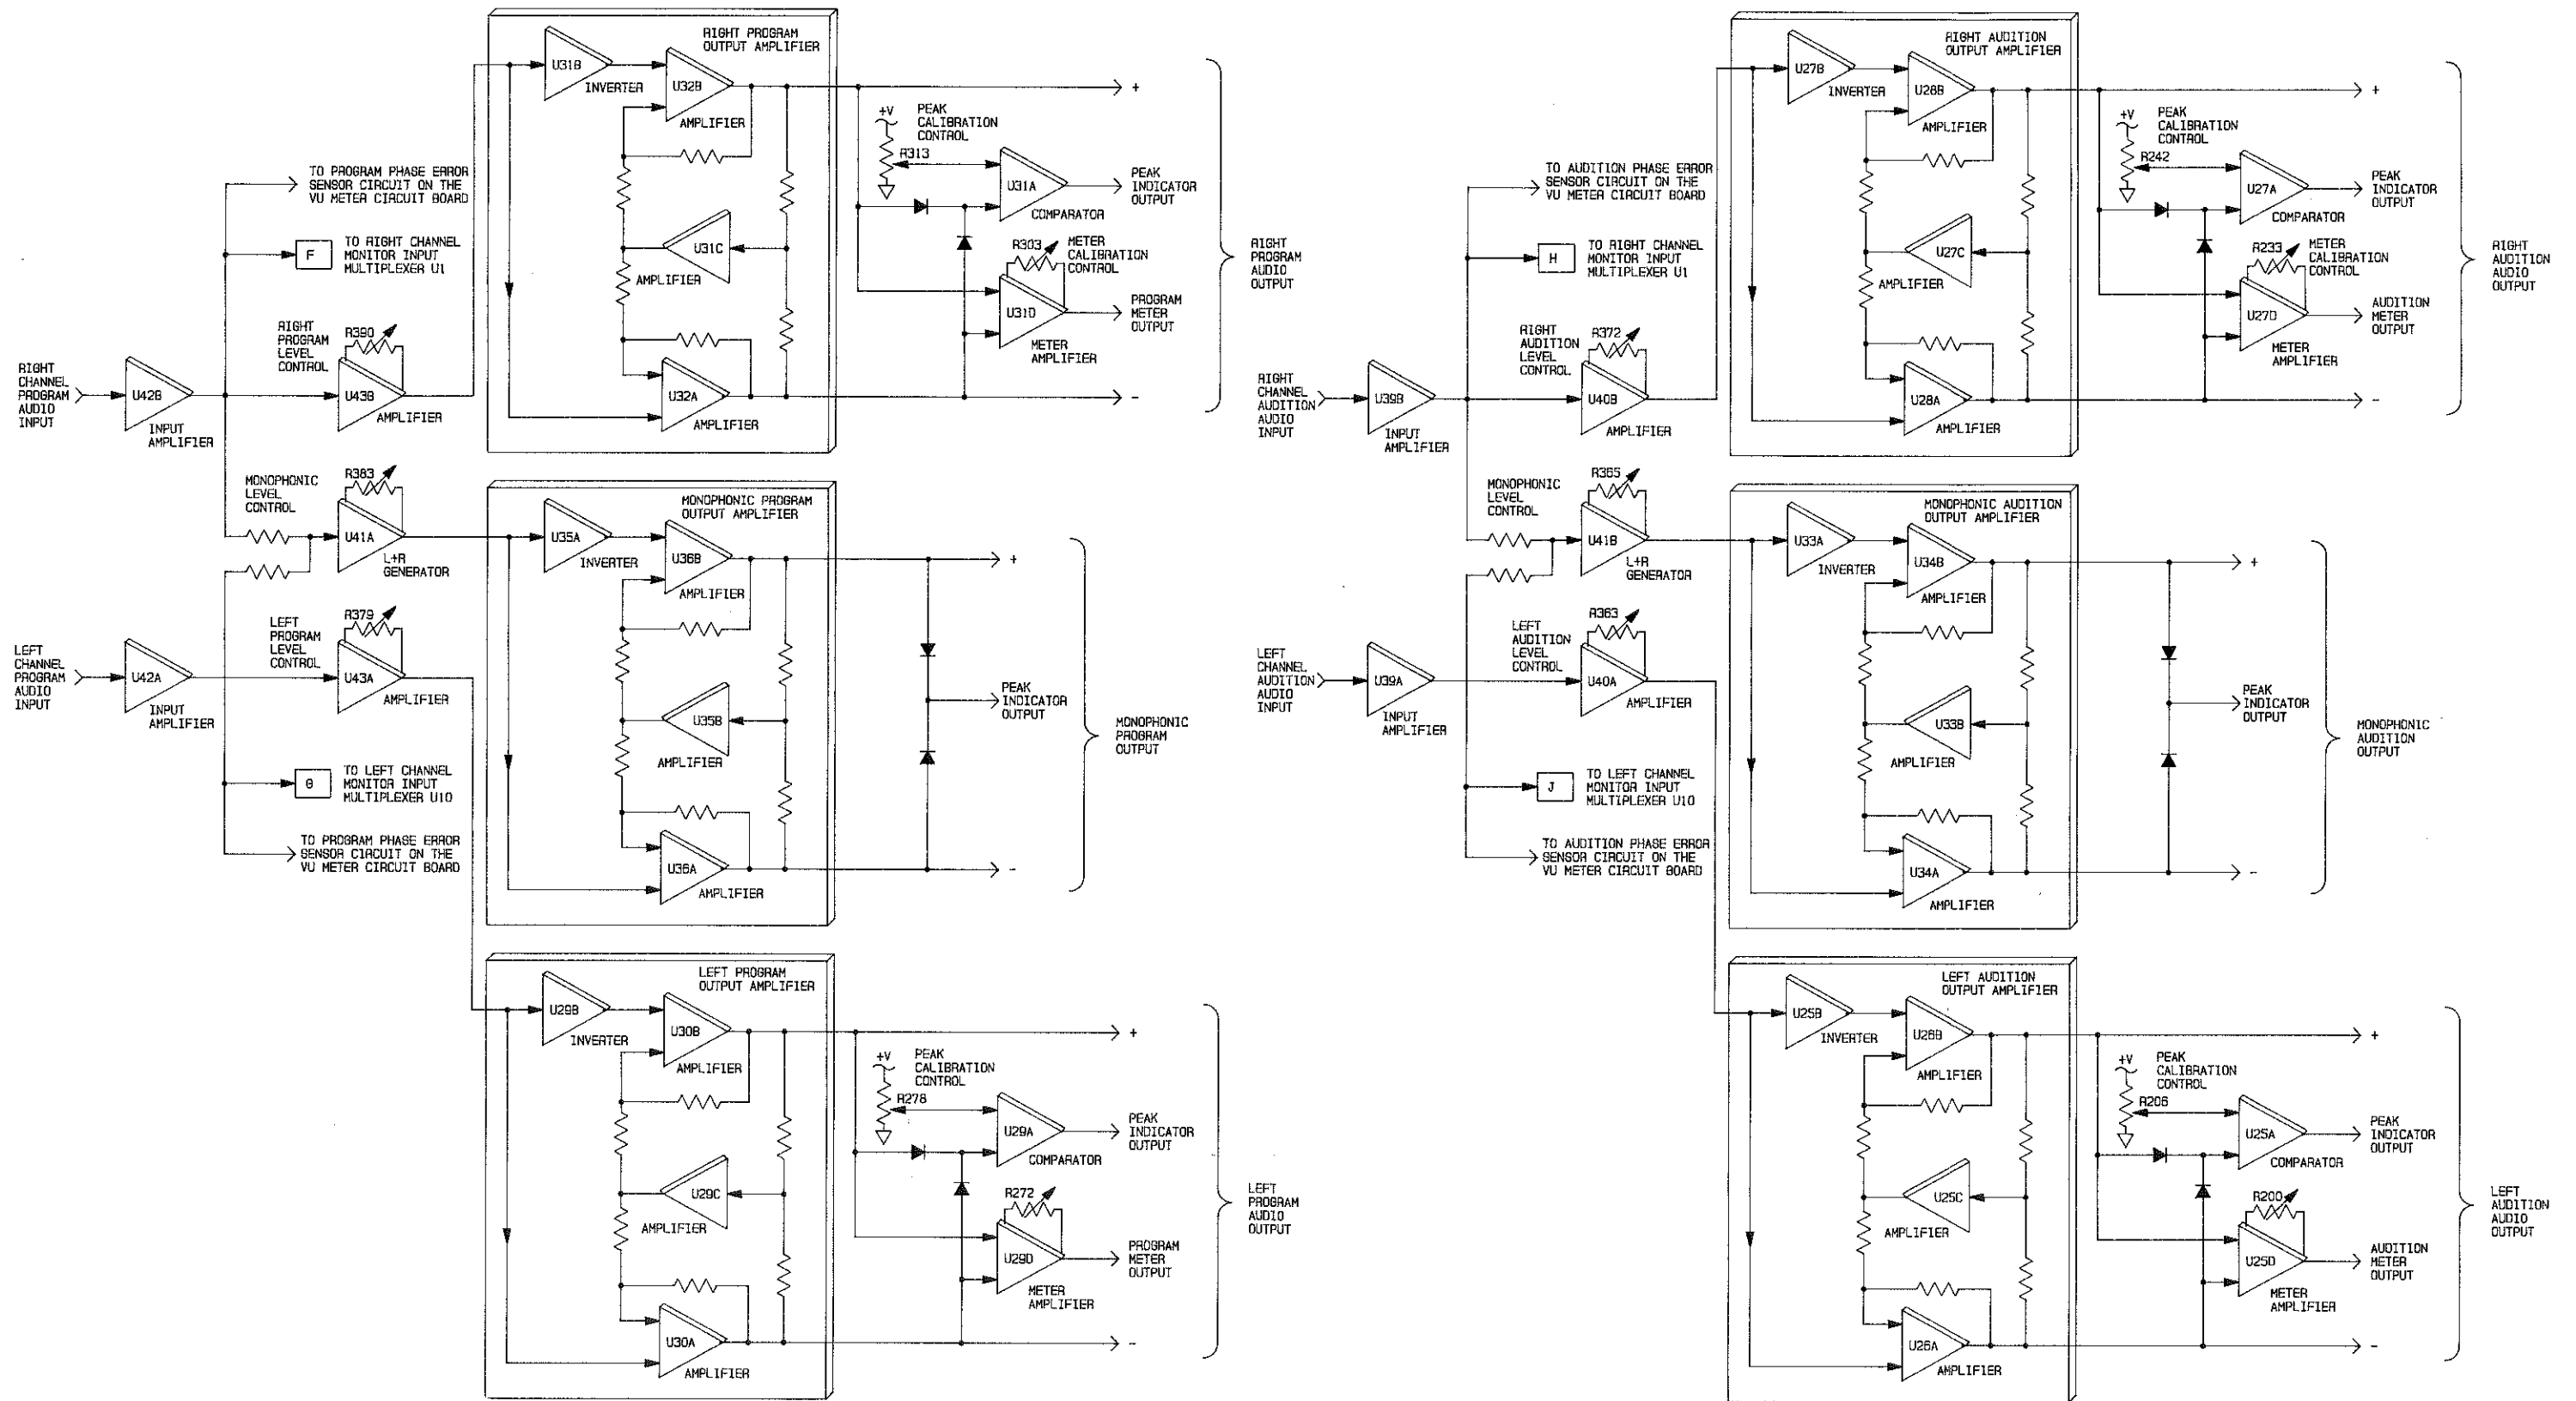 RIGHT PROGRAM
OUTPUT AMPLIFIER
U31B
INVERTER
U32B
AMPLIFIER
+
+V
PEAK
CALIBRATION
CONTROL
R313
U31A
COMPARATOR
PEAK
INDICATOR
OUTPUT
TO PROGRAM PHASE ERROR
SENSOR CIRCUIT ON THE
VU METER CIRCUIT BOARD
F
TO RIGHT CHANNEL
MONITOR INPUT
MULTIPLEXER U1
U31C
AMPLIFIER
R303
METER
CALIBRATION
CONTROL
U31D
METER
AMPLIFIER
PROGRAM
METER
OUTPUT
RIGHT
PROGRAM
AUDIO
OUTPUT
RIGHT
PROGRAM
LEVEL
CONTROL
R390
U43B
AMPLIFIER
RIGHT
CHANNEL
PROGRAM
AUDIO
INPUT
U42B
INPUT
AMPLIFIER
U32A
AMPLIFIER
-
MONOPHONIC
LEVEL
CONTROL
R383
U41A
L+R
GENERATOR
MONOPHONIC PROGRAM
OUTPUT AMPLIFIER
U35A
INVERTER
U36B
AMPLIFIER
+
U35B
AMPLIFIER
PEAK
INDICATOR
OUTPUT
MONOPHONIC
PROGRAM
OUTPUT
U36A
AMPLIFIER
-
LEFT
CHANNEL
PROGRAM
AUDIO
INPUT
U42A
INPUT
AMPLIFIER
LEFT
PROGRAM
LEVEL
CONTROL
R379
U43A
AMPLIFIER
G
TO LEFT CHANNEL
MONITOR INPUT
MULTIPLEXER U10
TO PROGRAM PHASE ERROR
SENSOR CIRCUIT ON THE
VU METER CIRCUIT BOARD
LEFT PROGRAM
OUTPUT AMPLIFIER
U29B
INVERTER
U30B
AMPLIFIER
+
+V
PEAK
CALIBRATION
CONTROL
R278
U29A
COMPARATOR
PEAK
INDICATOR
OUTPUT
U29C
AMPLIFIER
R272
U29D
METER
AMPLIFIER
PROGRAM
METER
OUTPUT
LEFT
PROGRAM
AUDIO
OUTPUT
U30A
AMPLIFIER
-
RIGHT AUDITION
OUTPUT AMPLIFIER
U27B
INVERTER
U28B
AMPLIFIER
+
+V
PEAK
CALIBRATION
CONTROL
R242
U27A
COMPARATOR
PEAK
INDICATOR
OUTPUT
TO AUDITION PHASE ERROR
SENSOR CIRCUIT ON THE
VU METER CIRCUIT BOARD
H
TO RIGHT CHANNEL
MONITOR INPUT
MULTIPLEXER U1
U27C
AMPLIFIER
R233
METER
CALIBRATION
CONTROL
U27D
METER
AMPLIFIER
AUDITION
METER
OUTPUT
RIGHT
AUDITION
AUDIO
OUTPUT
RIGHT
AUDITION
LEVEL
CONTROL
R372
U40B
AMPLIFIER
RIGHT
CHANNEL
AUDITION
AUDIO
INPUT
U39B
INPUT
AMPLIFIER
U28A
AMPLIFIER
-
MONOPHONIC
LEVEL
CONTROL
R365
U41B
L+R
GENERATOR
MONOPHONIC AUDITION
OUTPUT AMPLIFIER
U33A
INVERTER
U34B
AMPLIFIER
+
U33B
AMPLIFIER
PEAK
INDICATOR
OUTPUT
MONOPHONIC
AUDITION
OUTPUT
U34A
AMPLIFIER
-
LEFT
CHANNEL
AUDITION
AUDIO
INPUT
U39A
INPUT
AMPLIFIER
LEFT
AUDITION
LEVEL
CONTROL
R363
U40A
AMPLIFIER
J
TO LEFT CHANNEL
MONITOR INPUT
MULTIPLEXER U10
TO AUDITION PHASE ERROR
SENSOR CIRCUIT ON THE
VU METER CIRCUIT BOARD
LEFT AUDITION
OUTPUT AMPLIFIER
U25B
INVERTER
U26B
AMPLIFIER
+
+V
PEAK
CALIBRATION
CONTROL
R206
U25A
COMPARATOR
PEAK
INDICATOR
OUTPUT
U25C
AMPLIFIER
R200
U25D
METER
AMPLIFIER
AUDITION
METER
OUTPUT
LEFT
AUDITION
AUDIO
OUTPUT
U26A
AMPLIFIER
-